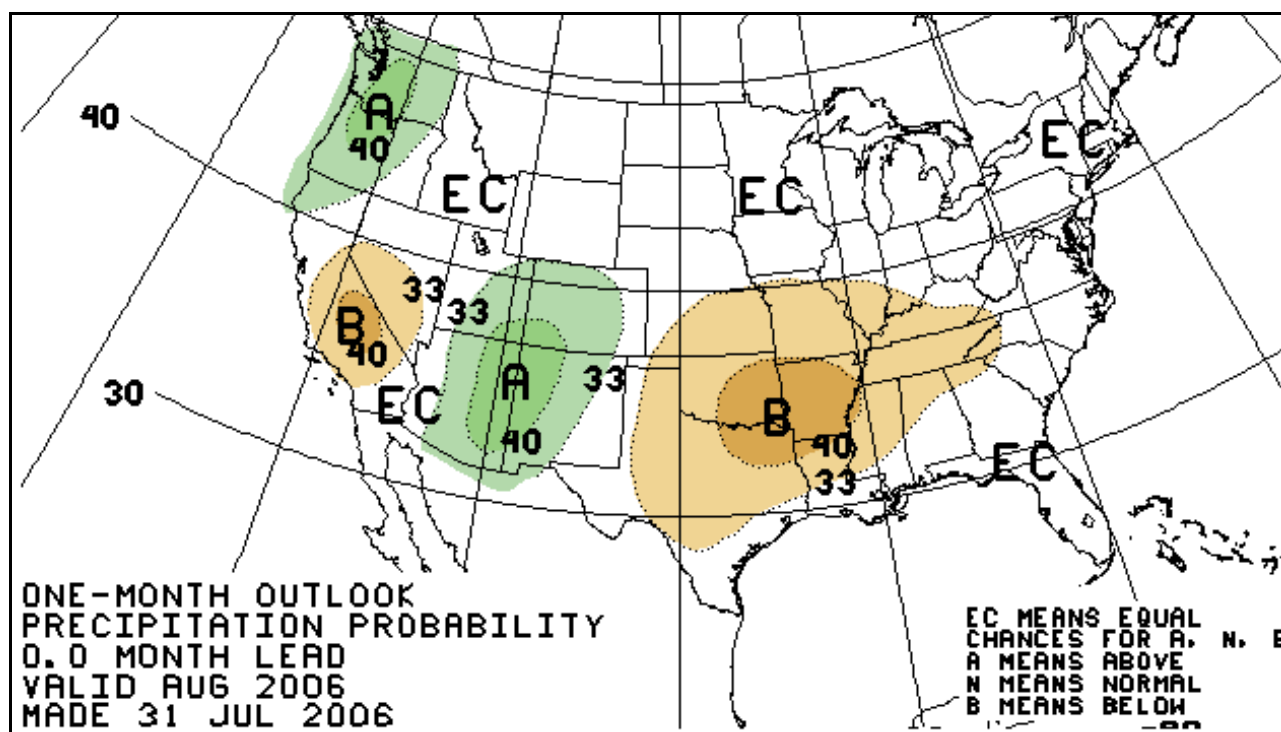 A
40
40
EC
EC
EC
33
33
B
40
A
33
40
30
EC
B
40
33
EC
ONE-MONTH OUTLOOK
PRECIPITATION PROBABILITY
0.0 MONTH LEAD
VALID AUG 2006
MADE 31 JUL 2006
EC MEANS EQUAL
CHANCES FOR A, N,
A MEANS ABOVE
N MEANS NORMAL
B MEANS BELOW